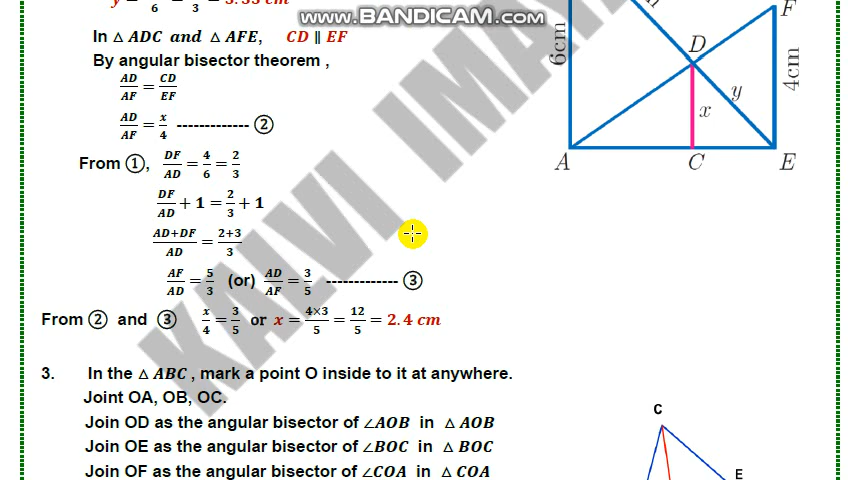 www.BANDICAM.com
6 3
In △ ADC and △ AFE, CD ∥ EF
By angular bisector theorem ,
AD/AF = CD/EF
AD/AF = x/4 ------------- ②
From ①, DF/AD = 4/6 = 2/3
DF/AD + 1 = 2/3 + 1
AD+DF/AD = 2+3/3
AF/AD = 5/3 (or) AD/AF = 3/5 ------------- ③
From ② and ③ x/4 = 3/5 or x = 4×3/5 = 12/5 = 2.4 cm
3. In the △ ABC , mark a point O inside to it at anywhere.
Joint OA, OB, OC.
Join OD as the angular bisector of ∠AOB in △ AOB
Join OE as the angular bisector of ∠BOC in △ BOC
Join OF as the angular bisector of ∠COA in △ COA
6cm
D
F
4cm
y
x
A
C
E
C
E
KALVI IMAYE